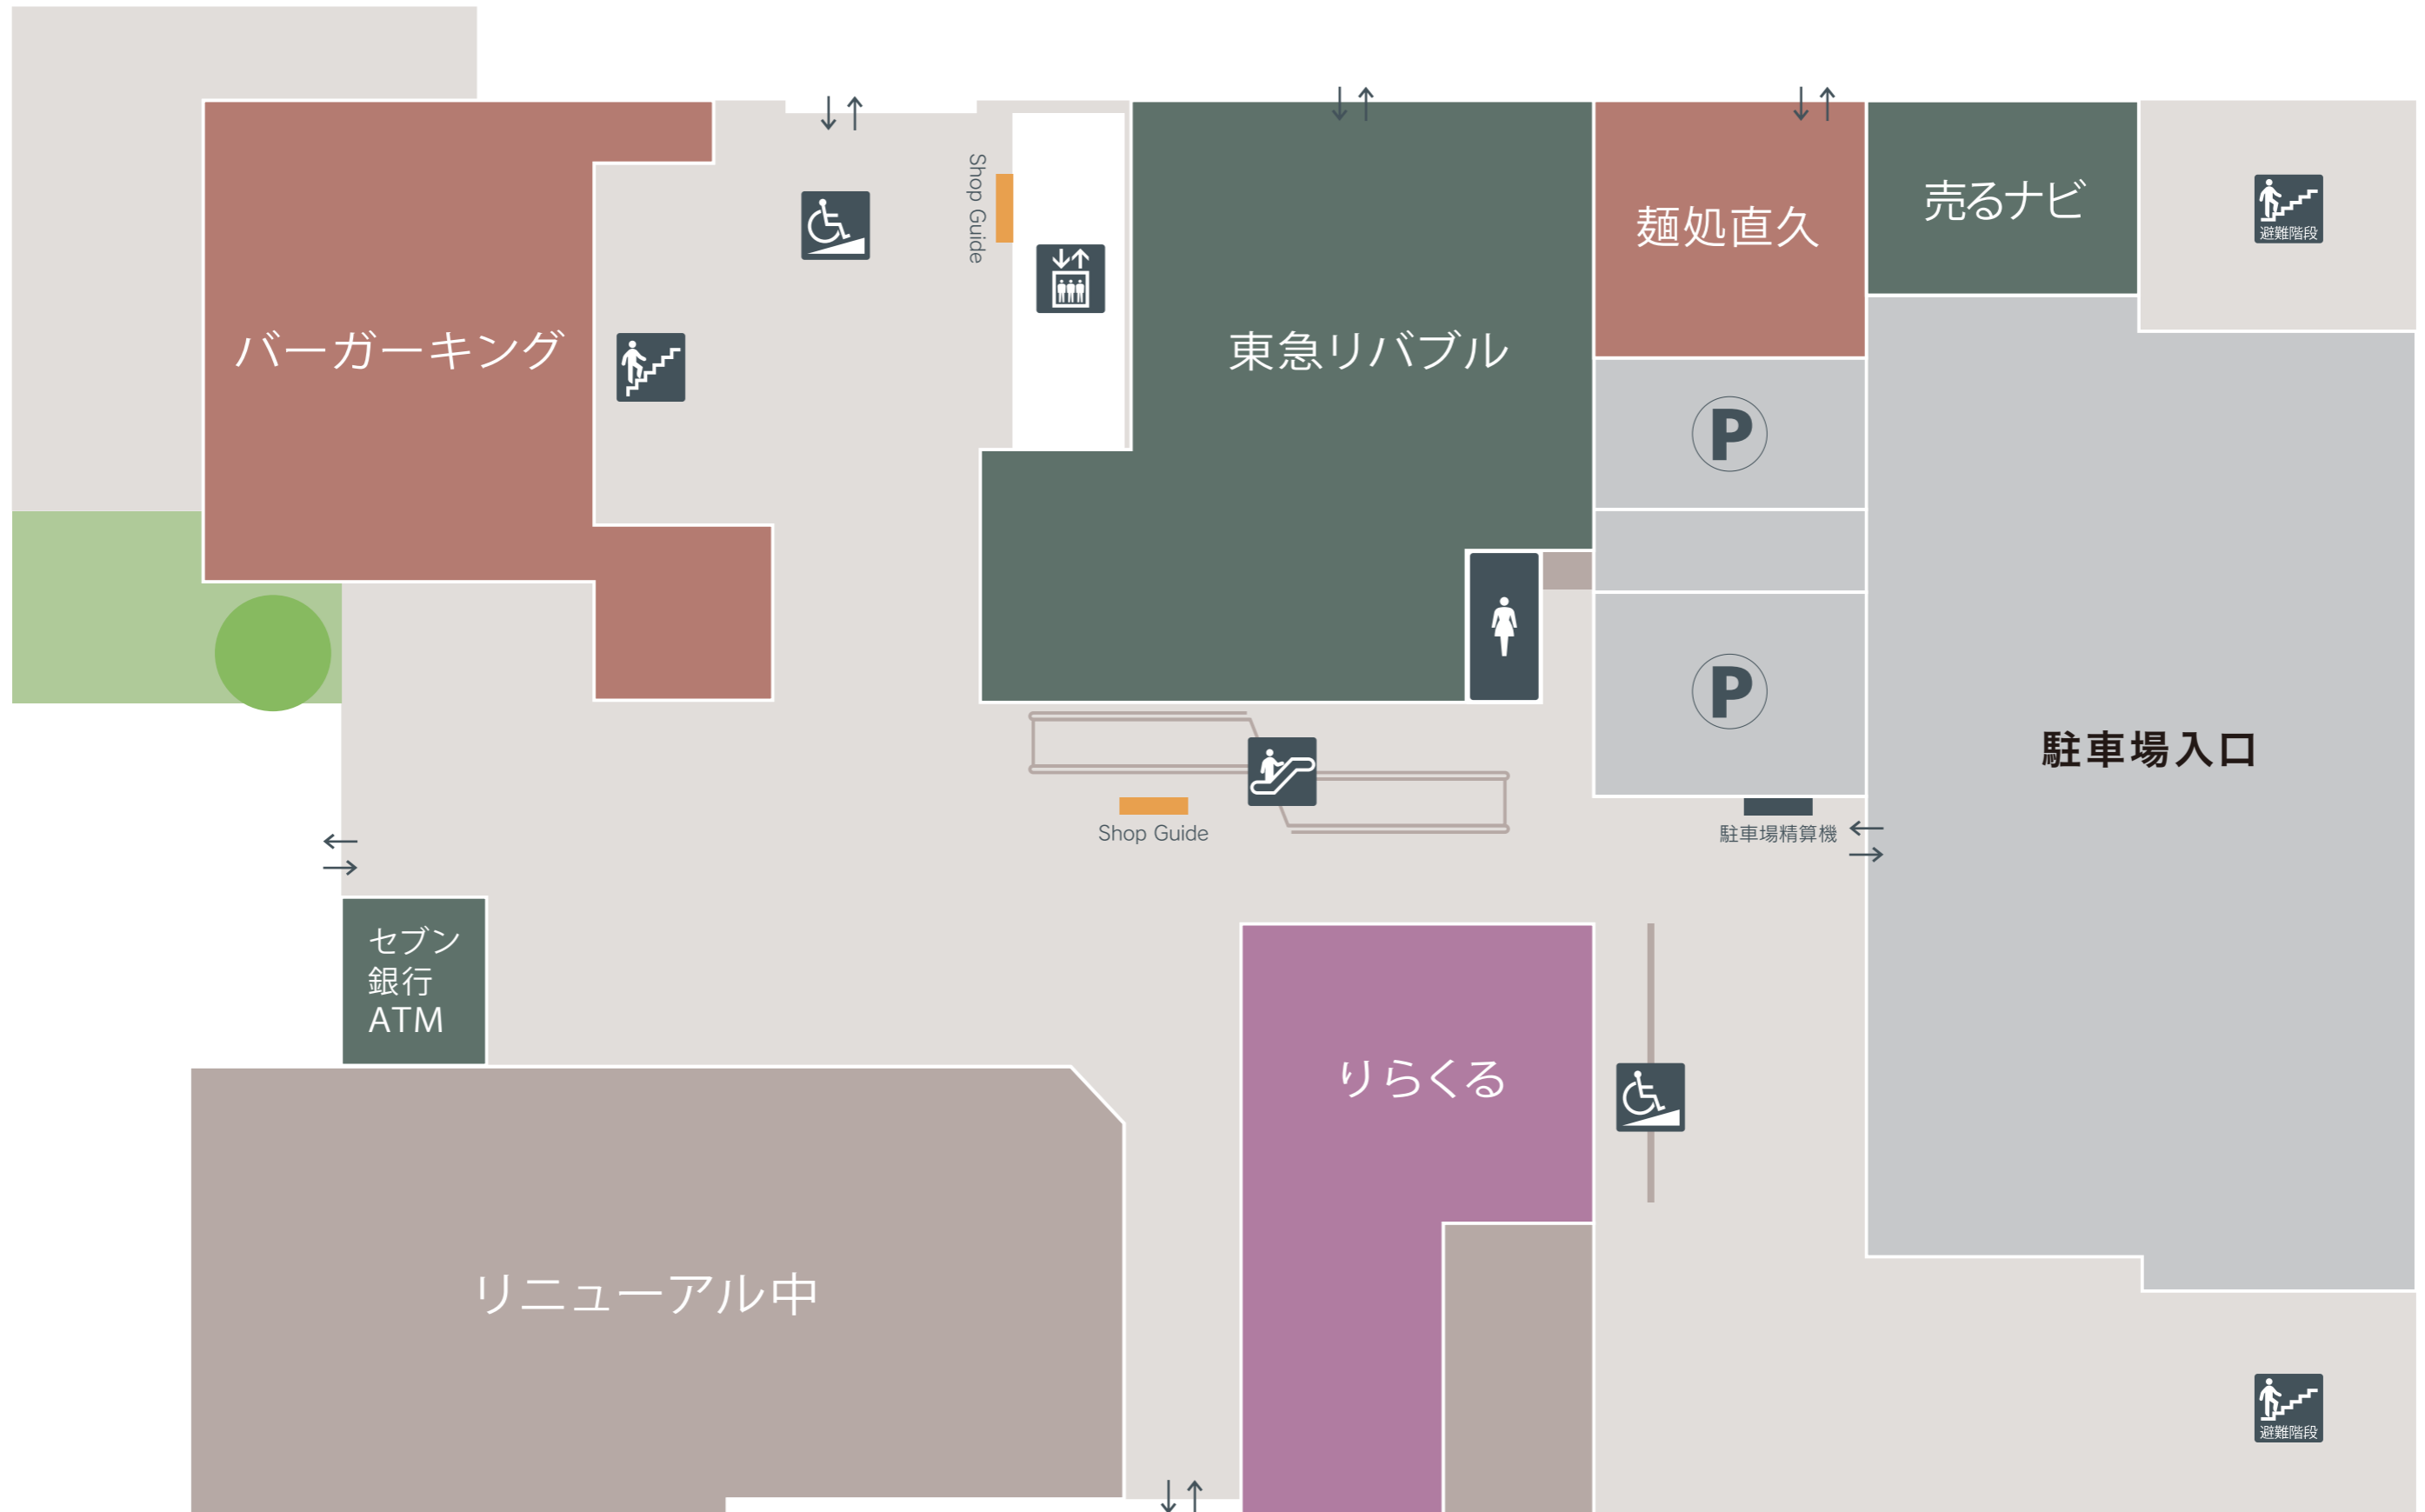 Shop Guide
避難階段
売るナビ
麺処直久
バーガーキング
東急リバブル
P
P
駐車場入口
Shop Guide
駐車場精算機
セブン
銀行
ATM
りらくる
リニューアル中
避難階段